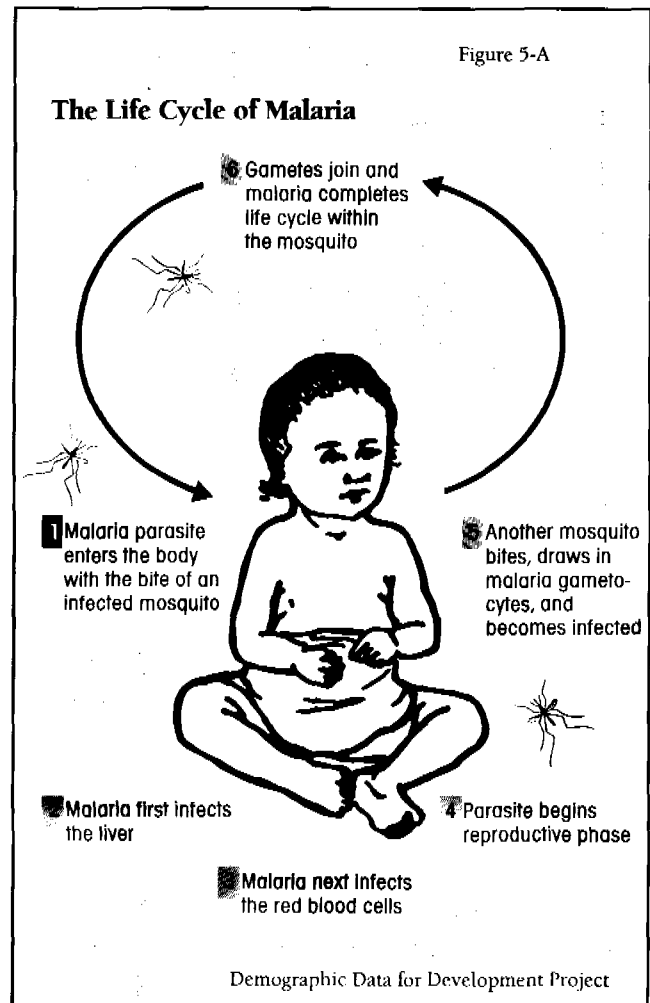 Figure 5-A
The Life Cycle of Malaria
6 Gametes join and
malaria completes
life cycle within
the mosquito
1 Malaria parasite
enters the body
with the bite of an
infected mosquito
5 Another mosquito
bites, draws in
malaria gameto-
cytes, and
becomes infected
2 Malaria first infects
the liver
4 Parasite begins
reproductive phase
3 Malaria next infects
the red blood cells
Demographic Data for Development Project